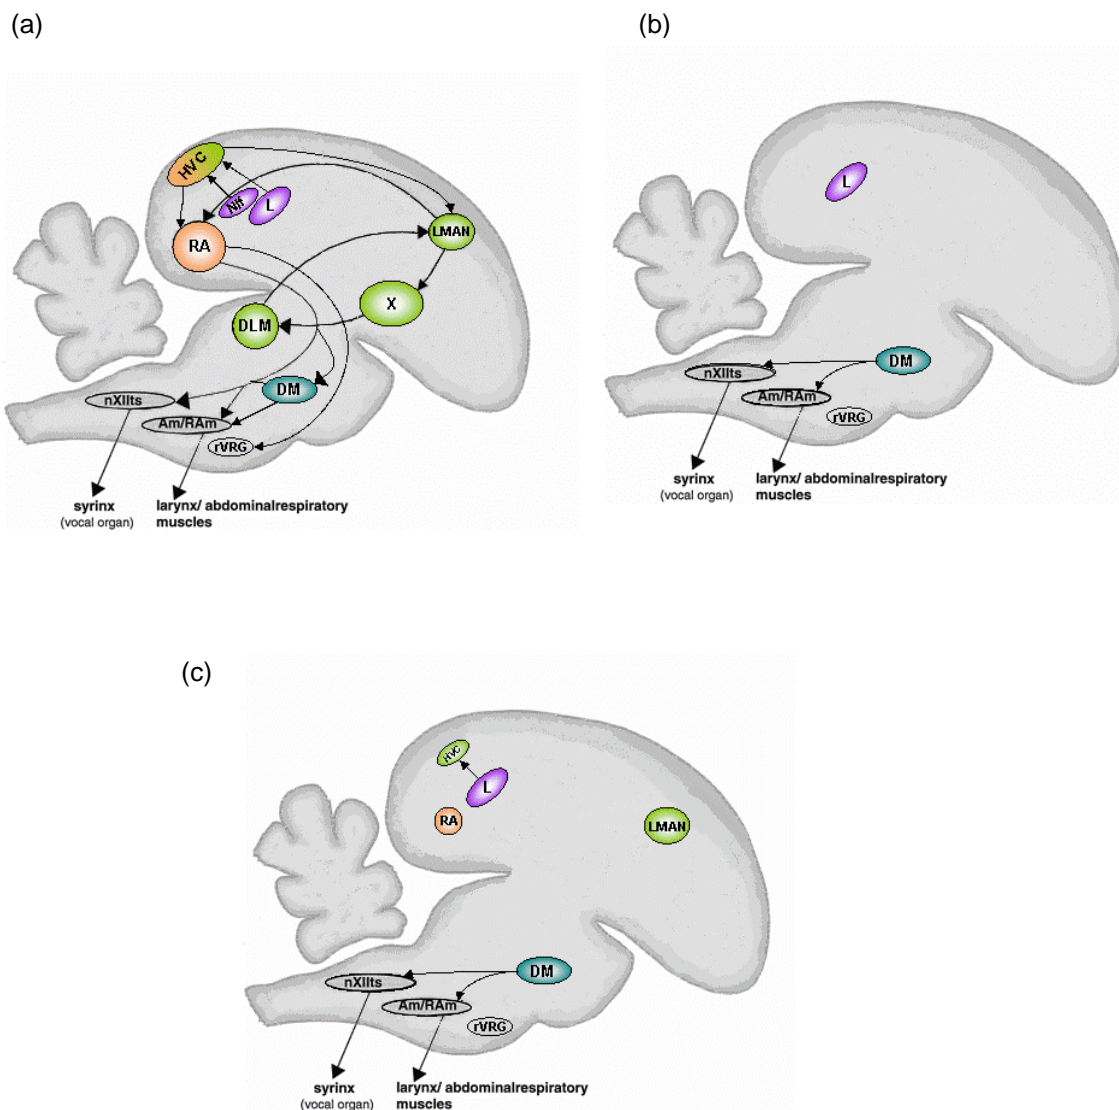 (a)
(b)
HVC
Nif
L
RA
LMAN
X
DLM
DM
nXIIts
Am/RAm
rVRG
syrinx
(vocal organ)
larynx/ abdominalrespiratory
muscles
L
DM
nXIIts
Am/RAm
rVRG
syrinx
(vocal organ)
larynx/ abdominalrespiratory
muscles
(c)
HVC
L
RA
LMAN
DM
nXIIts
Am/RAm
rVRG
syrinx
(vocal organ)
larynx/ abdominalrespiratory
muscles